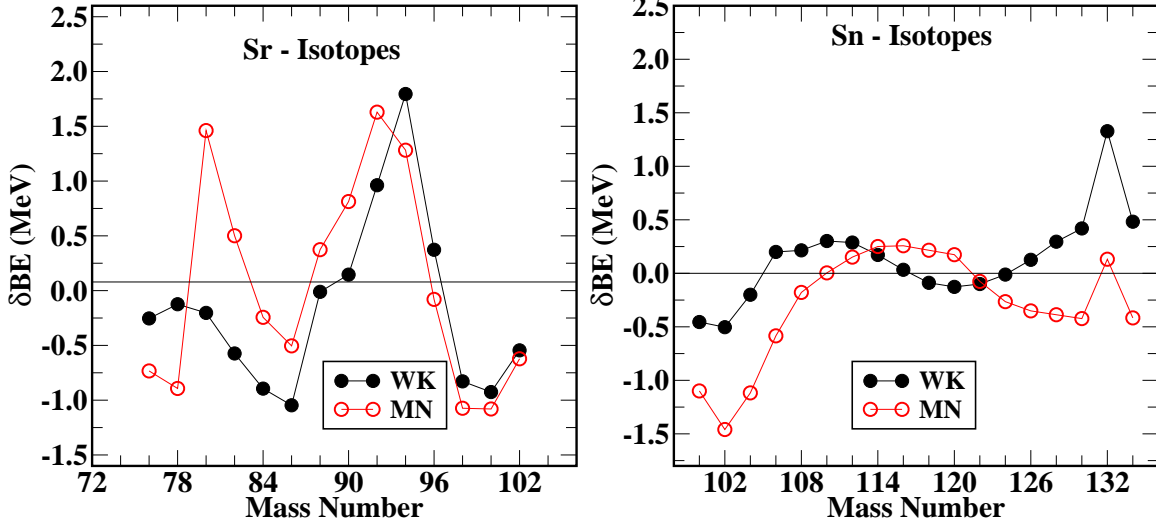 Sr - Isotopes
δBE (MeV)
2.5
2.0
1.5
1.0
0.5
0.0
-0.5
-1.0
-1.5
WK
MN
72 78 84 90 96 102
Mass Number
Sn - Isotopes
δBE (MeV)
2.5
2.0
1.5
1.0
0.5
0.0
-0.5
-1.0
-1.5
WK
MN
102 108 114 120 126 132
Mass Number